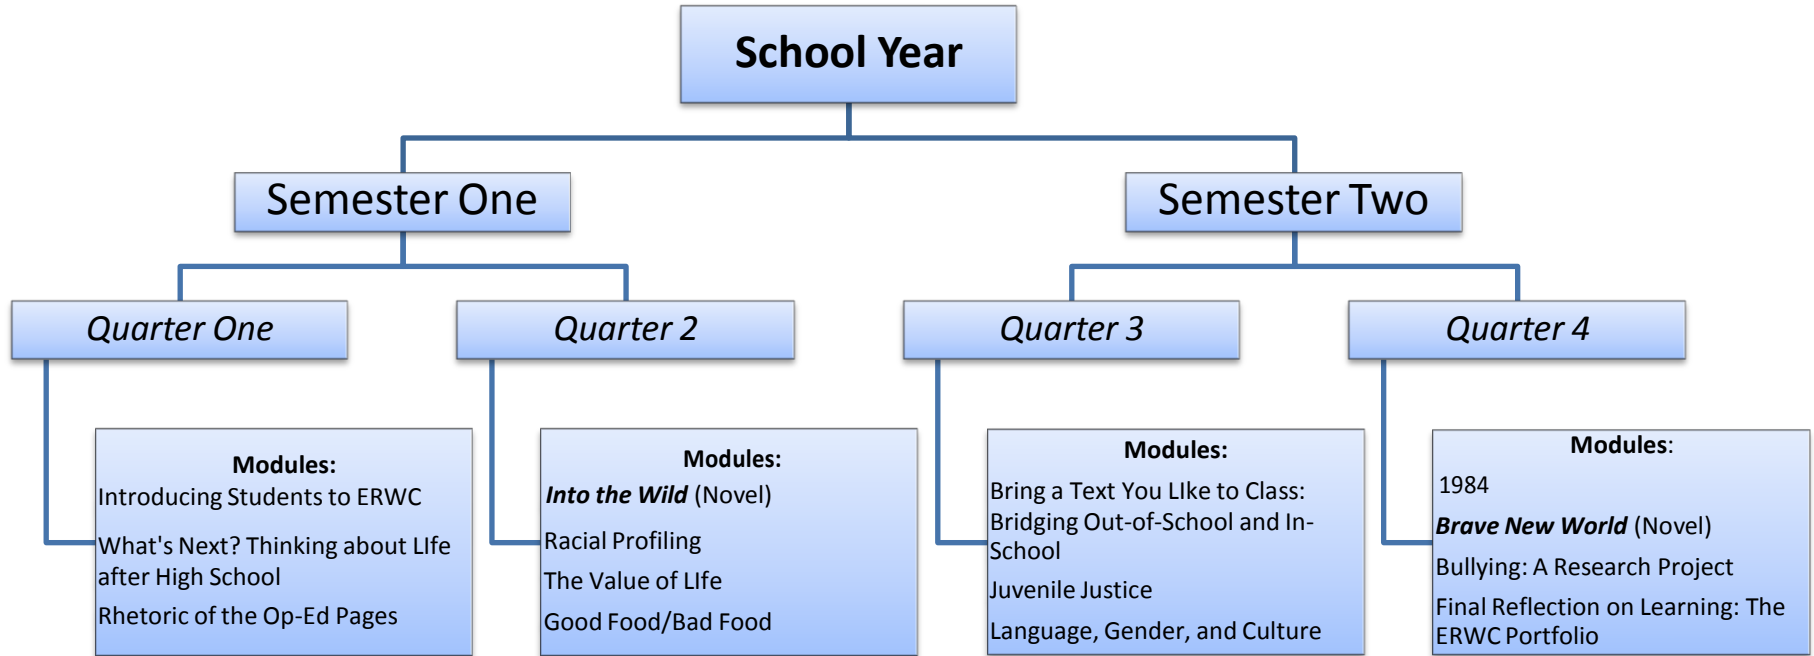 School Year
Semester One
Semester Two
Quarter One
Quarter 2
Quarter 3
Quarter 4
Modules:
Introducing Students to ERWC
What's Next? Thinking about LIfe
after High School
Rhetoric of the Op-Ed Pages
Modules:
Into the Wild (Novel)
Racial Profiling
The Value of LIfe
Good Food/Bad Food
Modules:
Bring a Text You LIke to Class:
Bridging Out-of-School and In-
School
Juvenile Justice
Language, Gender, and Culture
Modules:
1984
Brave New World (Novel)
Bullying: A Research Project
Final Reflection on Learning: The
ERWC Portfolio